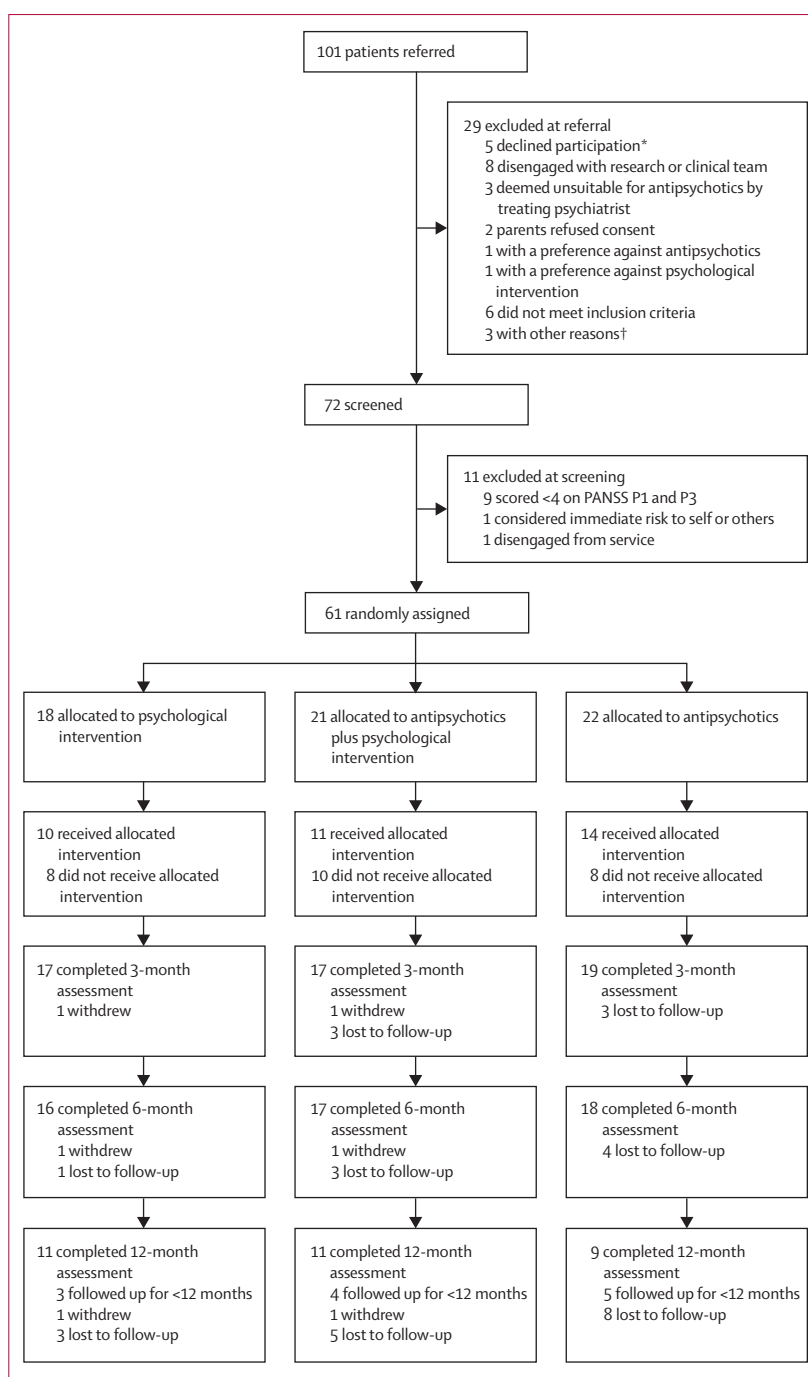 101 patients referred
29 excluded at referral
5 declined participation*
8 disengaged with research or clinical team
3 deemed unsuitable for antipsychotics by
treating psychiatrist
2 parents refused consent
1 with a preference against antipsychotics
1 with a preference against psychological
intervention
6 did not meet inclusion criteria
3 with other reasons†
72 screened
11 excluded at screening
9 scored <4 on PANSS P1 and P3
1 considered immediate risk to self or others
1 disengaged from service
61 randomly assigned
18 allocated to psychological
intervention
21 allocated to antipsychotics
plus psychological
intervention
22 allocated to antipsychotics
10 received allocated
intervention
8 did not receive allocated
intervention
11 received allocated
intervention
10 did not receive allocated
intervention
14 received allocated
intervention
8 did not receive allocated
intervention
17 completed 3-month
assessment
1 withdrew
17 completed 3-month
assessment
1 withdrew
3 lost to follow-up
19 completed 3-month
assessment
3 lost to follow-up
16 completed 6-month
assessment
1 withdrew
1 lost to follow-up
17 completed 6-month
assessment
1 withdrew
3 lost to follow-up
18 completed 6-month
assessment
4 lost to follow-up
11 completed 12-month
assessment
3 followed up for <12 months
1 withdrew
3 lost to follow-up
11 completed 12-month
assessment
4 followed up for <12 months
1 withdrew
5 lost to follow-up
9 completed 12-month
assessment
5 followed up for <12 months
8 lost to follow-up